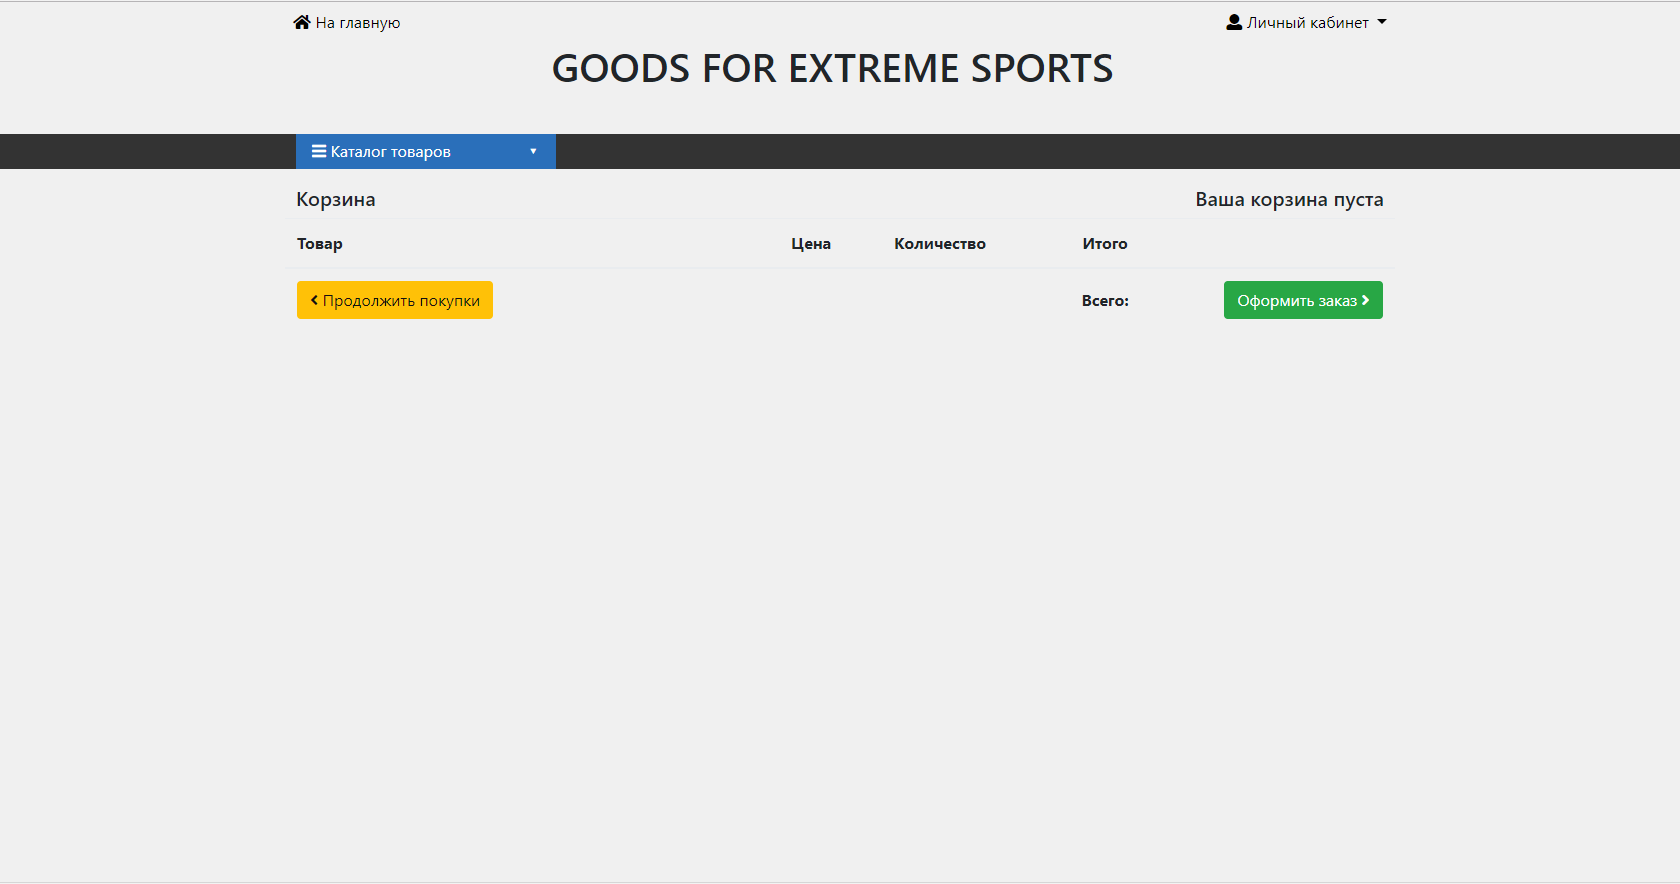 На главную
Личный кабинет
GOODS FOR EXTREME SPORTS
Каталог товаров
Корзина
Ваша корзина пуста
Товар Цена Количество Итого
Продолжить покупки Всего: Оформить заказ